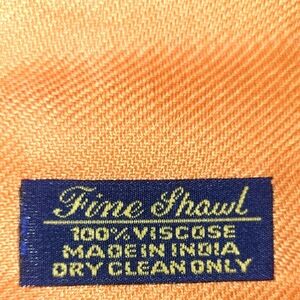 Fine Shawl
100% VISCOSE
MADE IN INDIA
DRY CLEAN ONLY